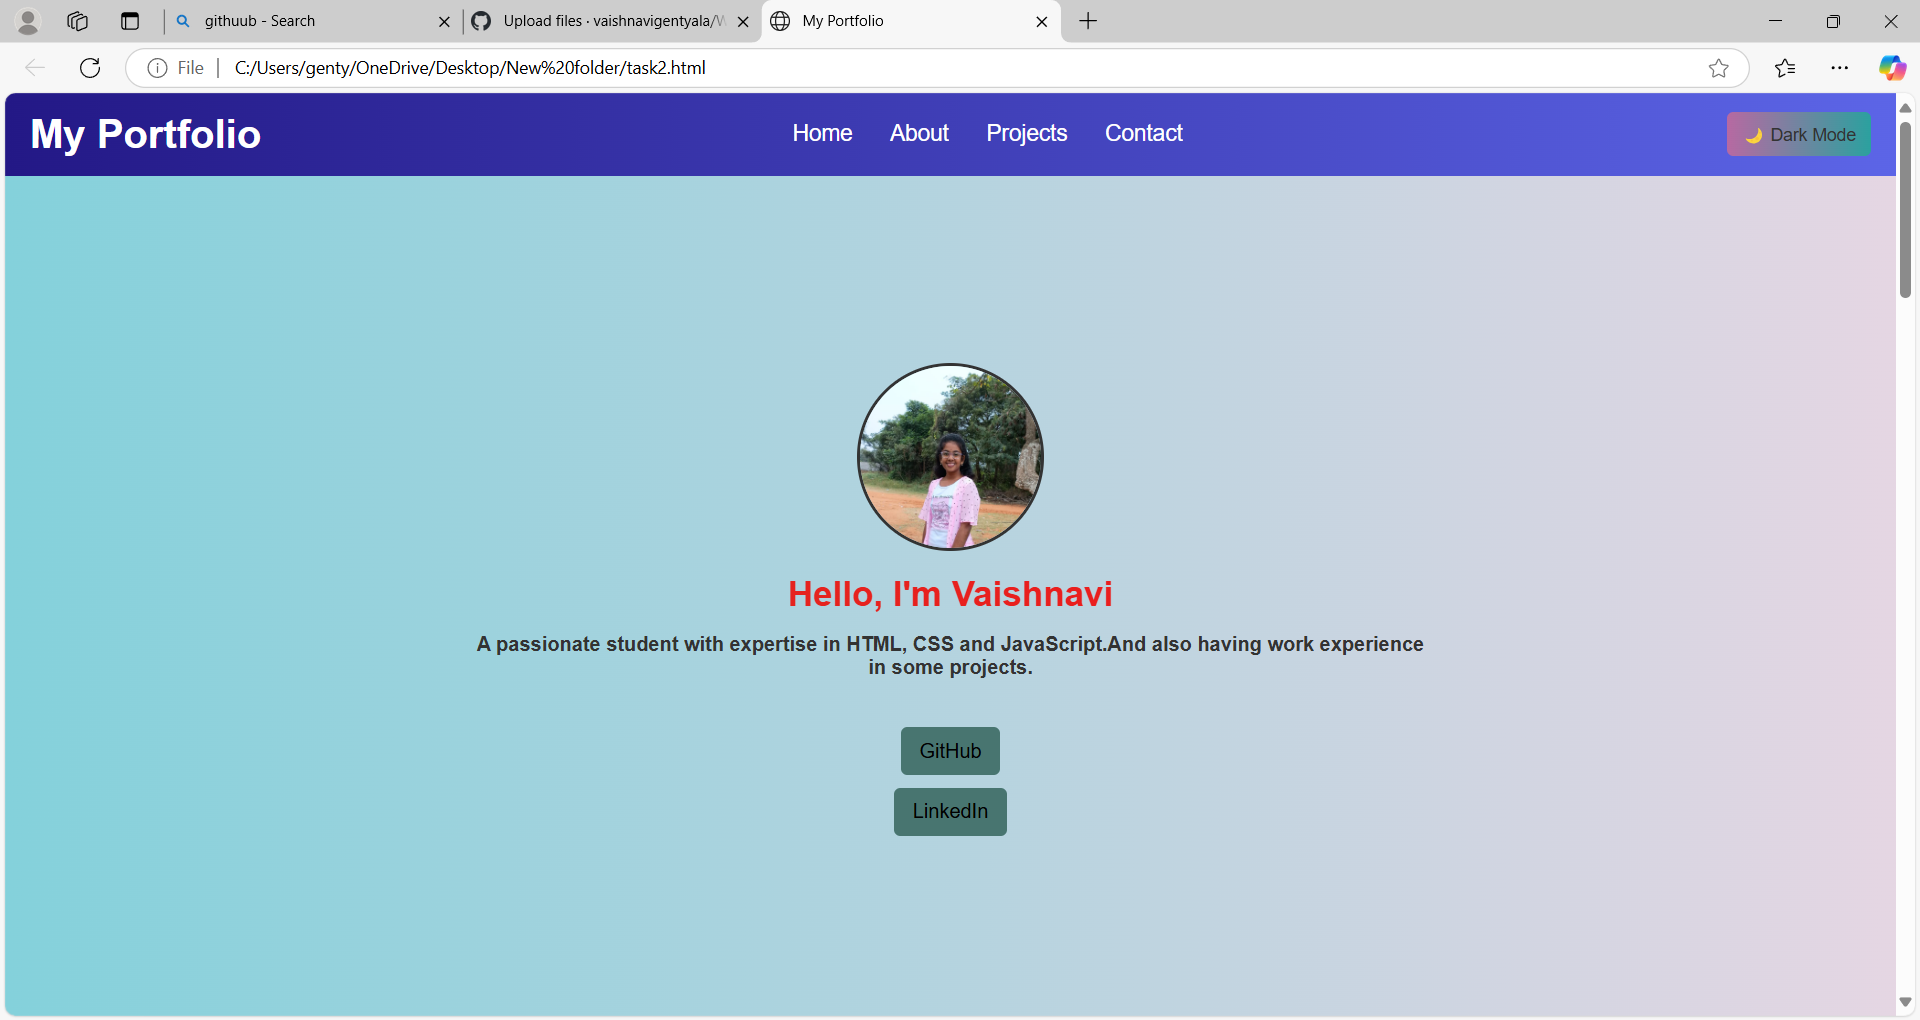 githuub - Search
Upload files · vaishnavigentyala/
My Portfolio
File
C:/Users/genty/OneDrive/Desktop/New%20folder/task2.html
My Portfolio
Home
About
Projects
Contact
🌙 Dark Mode
Hello, I'm Vaishnavi
A passionate student with expertise in HTML, CSS and JavaScript.And also having work experience
in some projects.
GitHub
LinkedIn